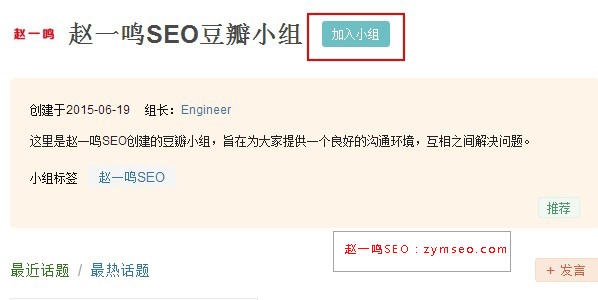 赵一鸣 赵一鸣SEO豆瓣小组 加入小组
创建于2015-06-19 组长：Engineer
这里是赵一鸣SEO创建的豆瓣小组，旨在为大家提供一个良好的沟通环境，互相之间解决问题。
小组标签 赵一鸣SEO
推荐
赵一鸣SEO：zymseo.com
最近话题 / 最热话题 + 发言